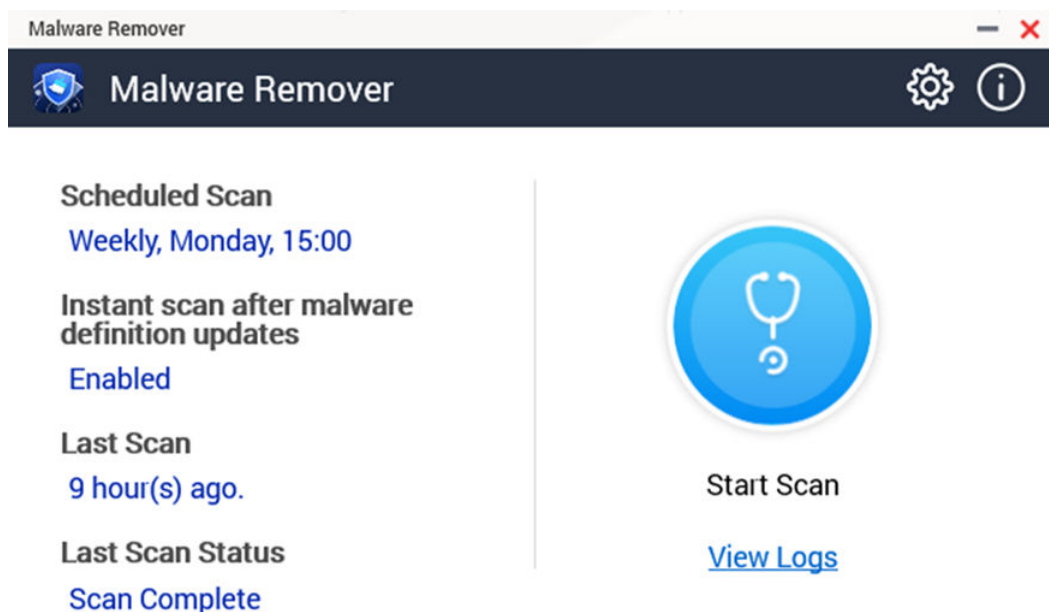 Malware Remover
Malware Remover
Scheduled Scan
Weekly, Monday, 15:00
Instant scan after malware
definition updates
Enabled
Last Scan
9 hour(s) ago.
Last Scan Status
Scan Complete
Start Scan
View Logs